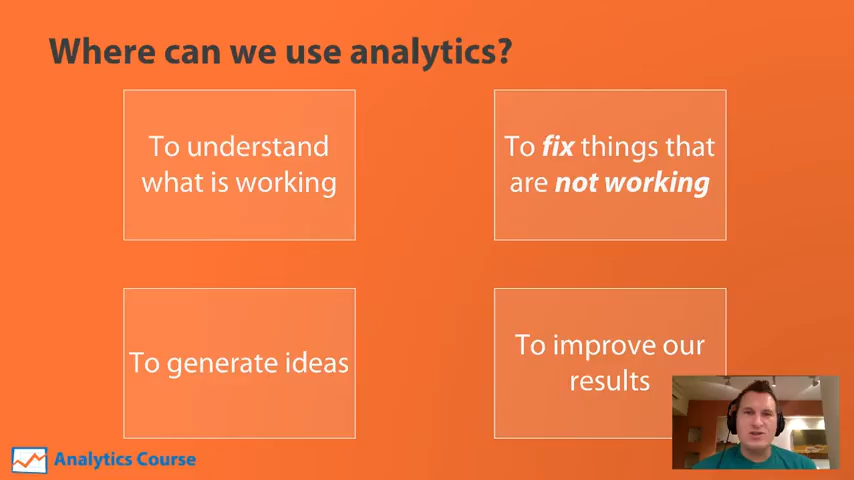 Where can we use analytics?
To understand
what is working
To fix things that
are not working
To generate ideas
To improve our
results
Analytics Course